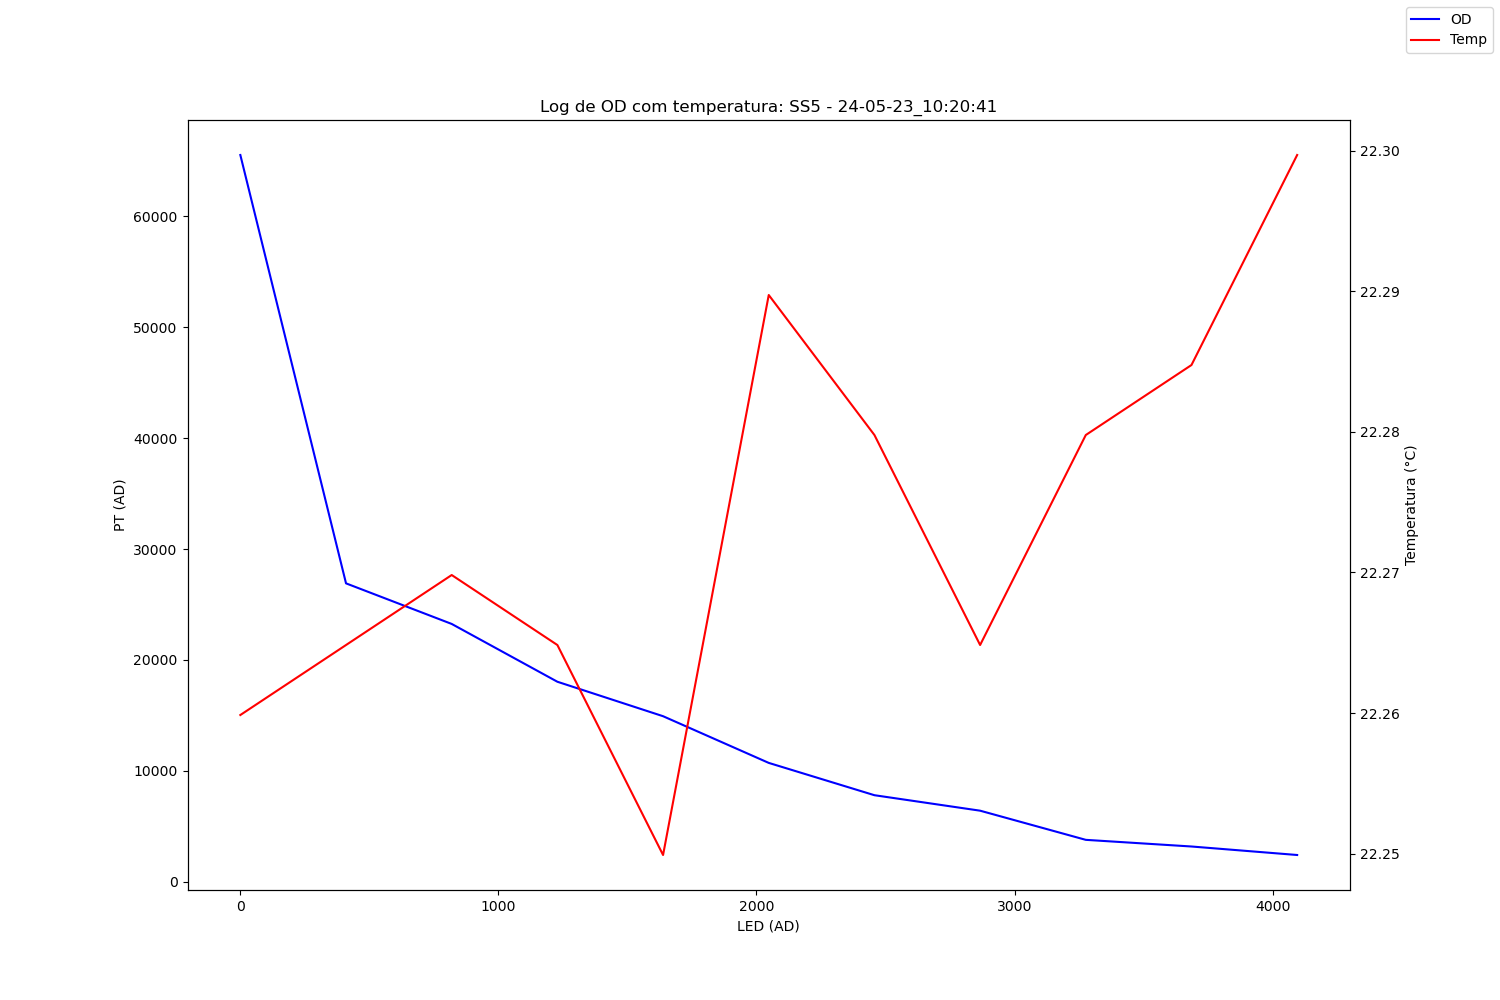 OD
Temp
Log de OD com temperatura: SS5 - 24-05-23_10:20:41
60000
50000
40000
30000
20000
10000
0
PT (AD)
22.30
22.29
22.28
22.27
22.26
22.25
Temperatura (°C)
0 1000 2000 3000 4000
LED (AD)